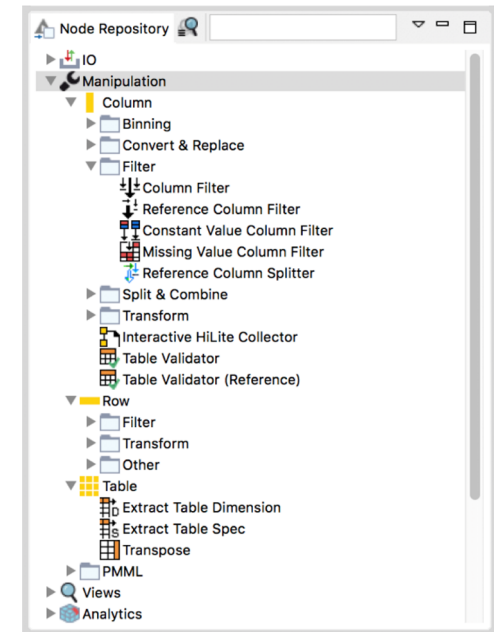 Node Repository
IO
Manipulation
Column
Binning
Convert & Replace
Filter
Column Filter
Reference Column Filter
Constant Value Column Filter
Missing Value Column Filter
Reference Column Splitter
Split & Combine
Transform
Interactive HiLite Collector
Table Validator
Table Validator (Reference)
Row
Filter
Transform
Other
Table
D Extract Table Dimension
S Extract Table Spec
Transpose
PMML
Views
Analytics